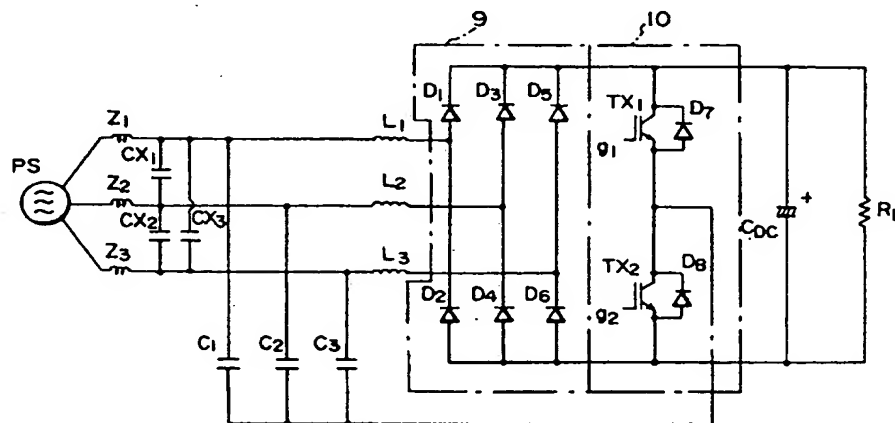 9
10
D1
D3
D5
TX1
D7
Z1
L1
g1
CX1
PS
Z2
L2
CX2
CX3
CDC
+
R1
Z3
L3
TX2
D8
D2
D4
D6
g2
C1
C2
C3